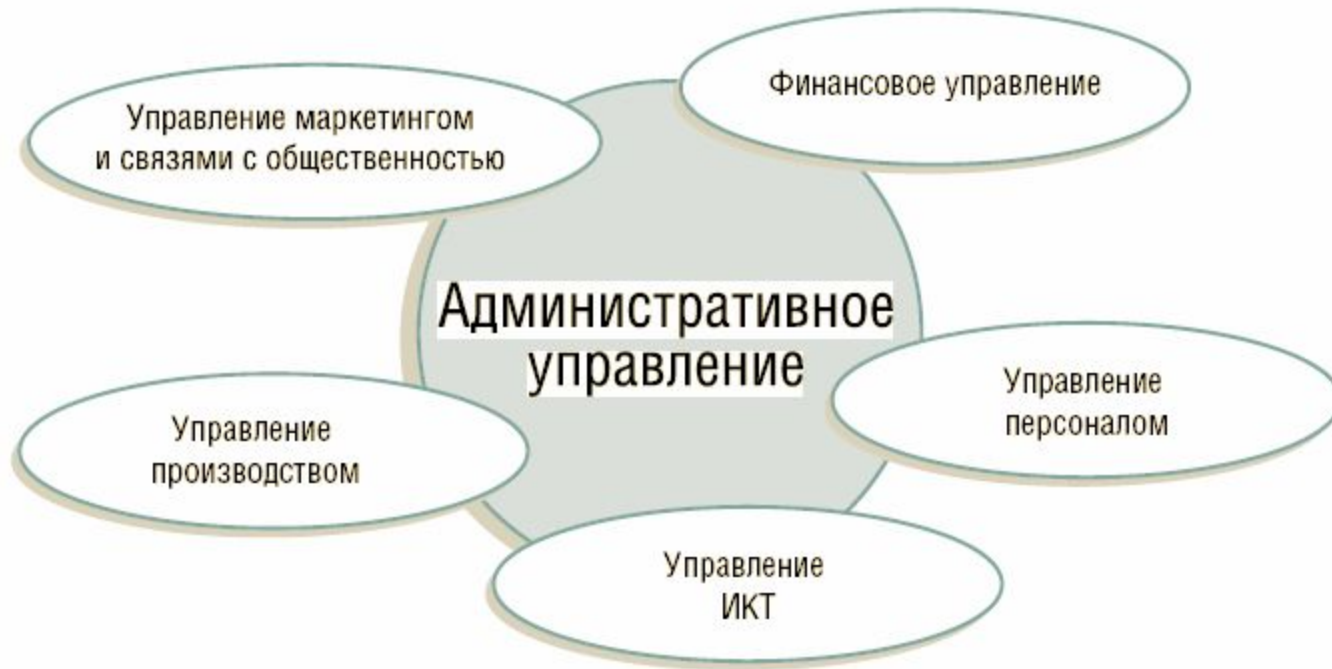 Финансовое управление
Управление маркетингом
и связями с общественностью
Административное
управление
Управление
персоналом
Управление
производством
Управление
ИКТ